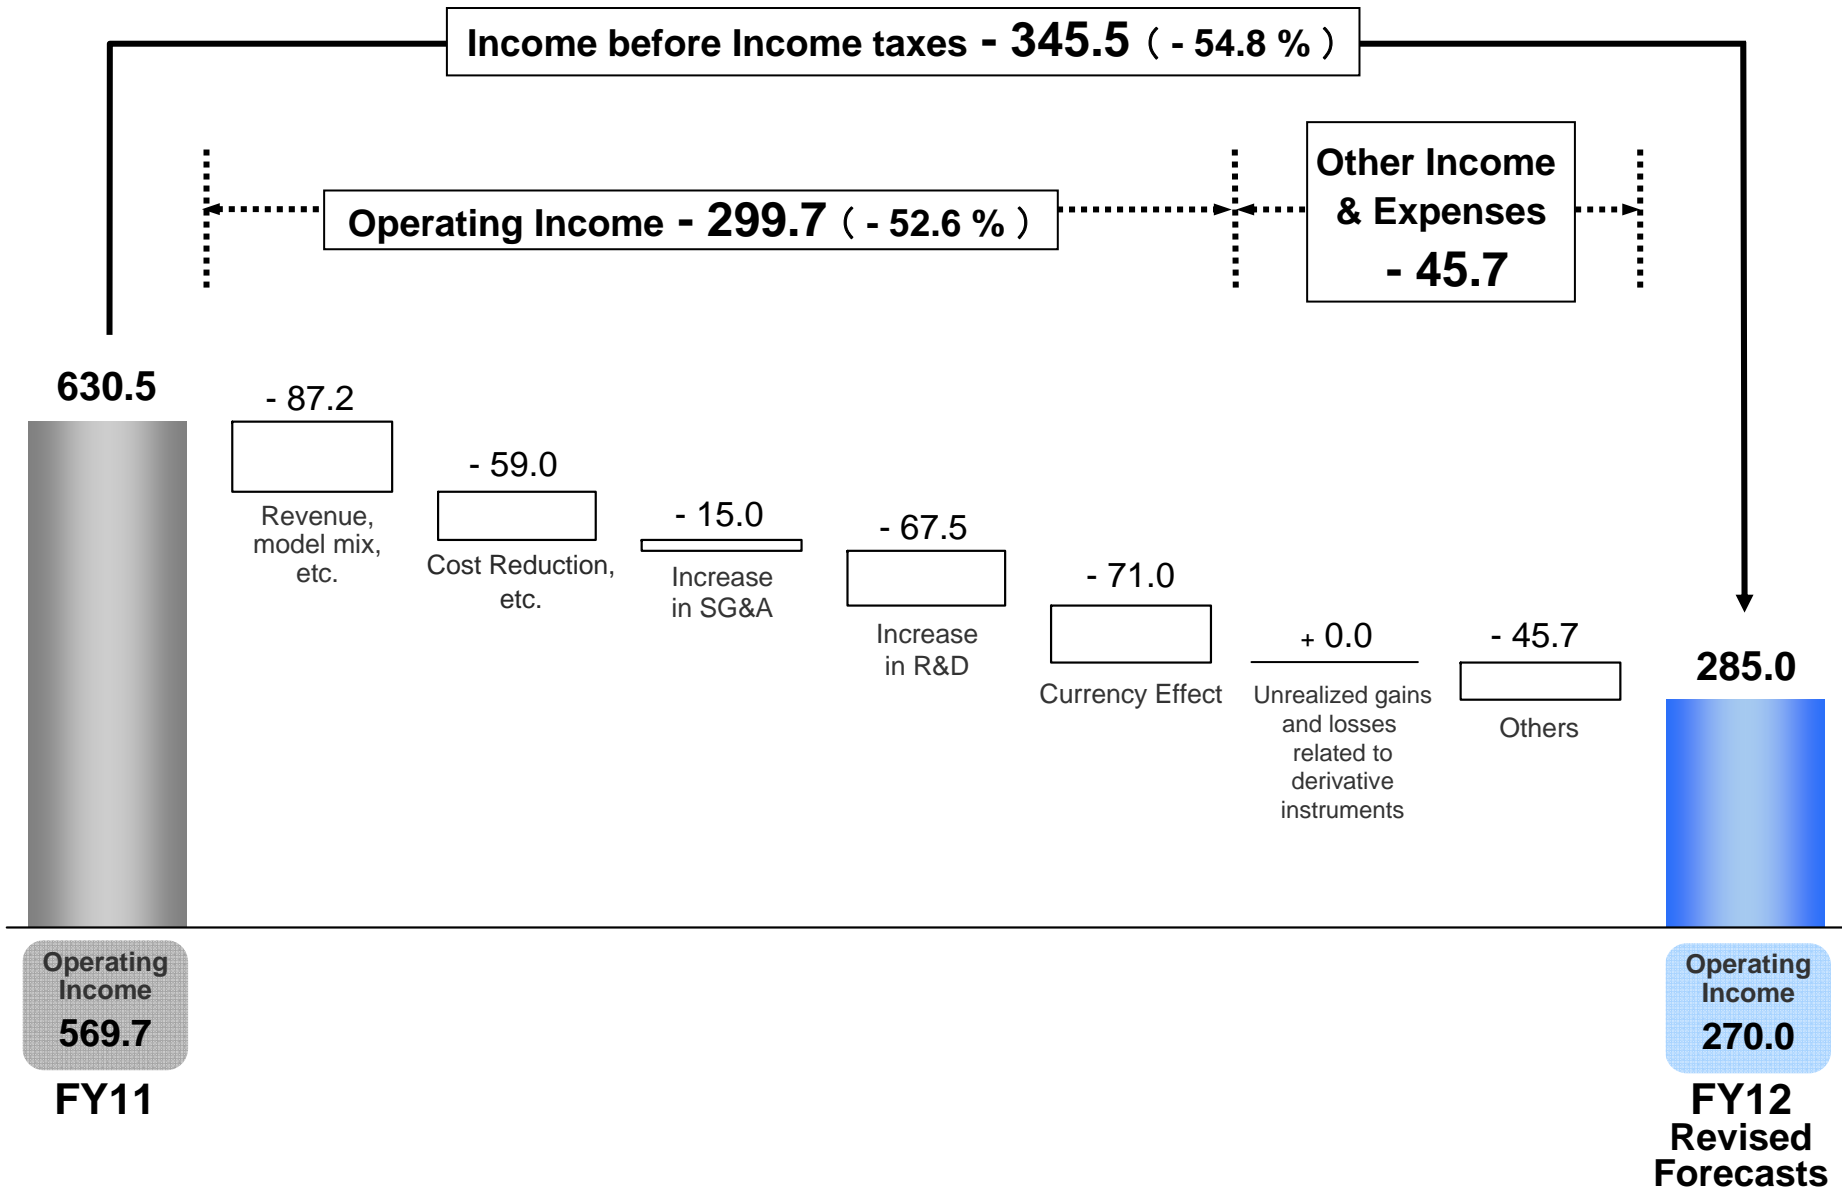 Income before Income taxes - 345.5 ( - 54.8 % )
Operating Income - 299.7 ( - 52.6 % )
Other Income
& Expenses
- 45.7
630.5
- 87.2
Revenue,
model mix,
etc.
- 59.0
Cost Reduction,
etc.
- 15.0
Increase
in SG&A
- 67.5
Increase
in R&D
- 71.0
Currency Effect
+ 0.0
Unrealized gains
and losses
related to
derivative
instruments
- 45.7
Others
285.0
Operating
Income
569.7
FY11
Operating
Income
270.0
FY12
Revised
Forecasts